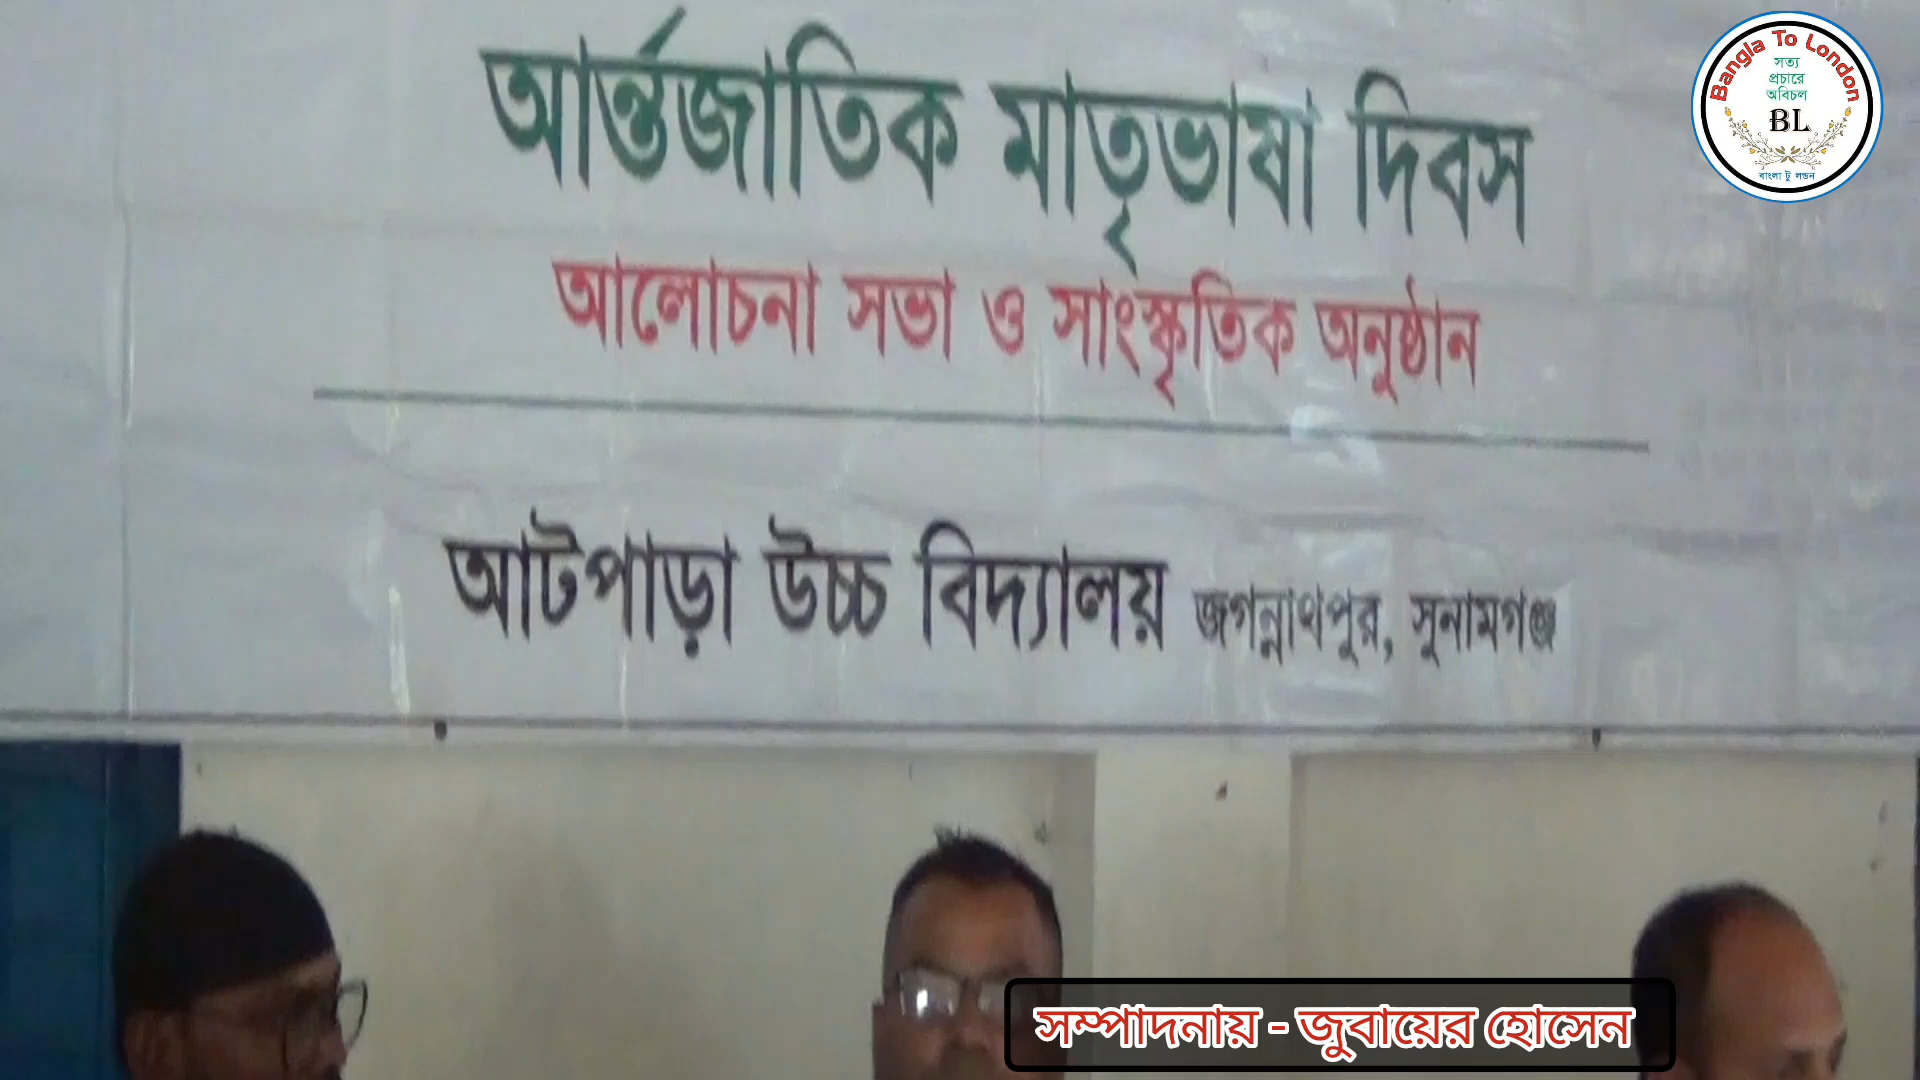 আর্ন্তজাতিক মাতৃভাষা দিবস
আলোচনা সভা ও সাংস্কৃতিক অনুষ্ঠান
আটপাড়া উচ্চ বিদ্যালয় জগন্নাথপুর, সুনামগঞ্জ
Bangla To London
সত্য
প্রচারে
অবিচল
BL
বাংলা টু লন্ডন
সম্পাদনায় - জুবায়ের হোসেন